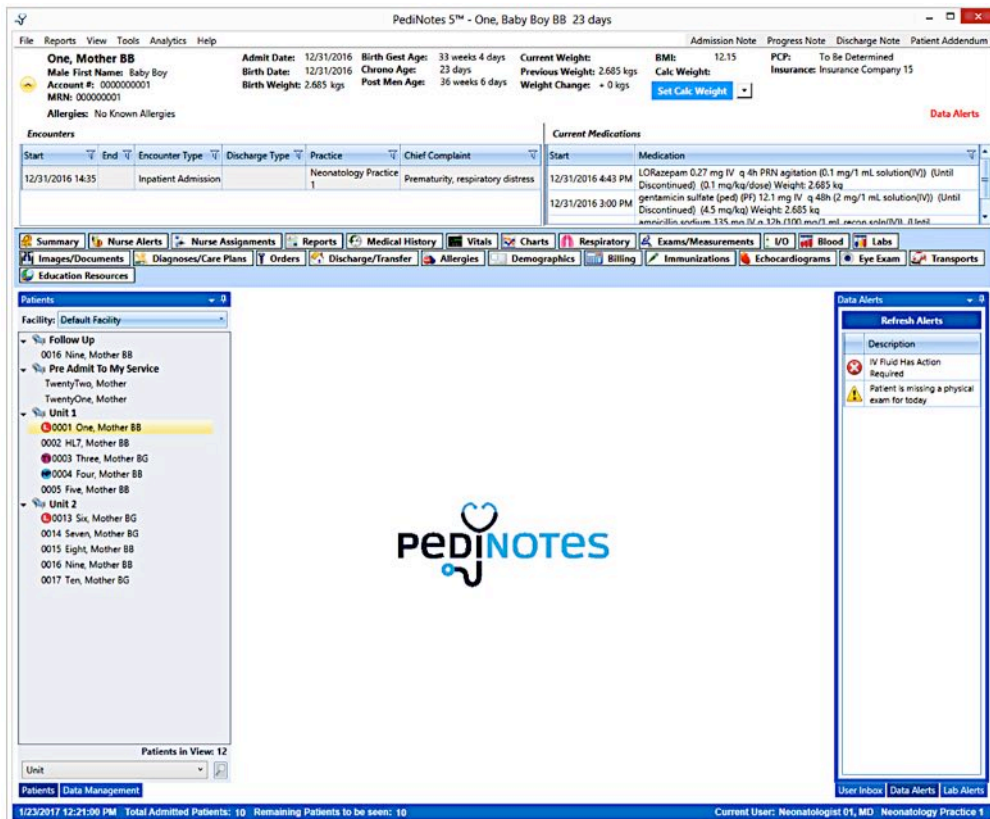 PediNotes 5™ - One, Baby Boy BB 23 days
File Reports View Tools Analytics Help
Admission Note Progress Note Discharge Note Patient Addendum
One, Mother BB
Male First Name: Baby Boy
Account #: 0000000001
MRN: 000000001
Allergies: No Known Allergies
Admit Date: 12/31/2016
Birth Date: 12/31/2016
Birth Weight: 2.685 kgs
Birth Gest Age: 33 weeks 4 days
Chrono Age: 23 days
Post Men Age: 36 weeks 6 days
Current Weight:
Previous Weight: 2.685 kgs
Weight Change: + 0 kgs
BMI: 12.15
Calc Weight:
Set Calc Weight
PCP: To Be Determined
Insurance: Insurance Company 15
Data Alerts
Encounters
Start End Encounter Type Discharge Type Practice Chief Complaint
12/31/2016 14:35 Inpatient Admission Neonatology Practice 1 Prematurity, respiratory distress
Current Medications
Start Medication
12/31/2016 4:43 PM LORazepam 0.27 mg IV q 4h PRN agitation (0.1 mg/1 mL solution(IV)) (Until
Discontinued) (0.1 mg/kg/dose) Weight: 2.685 kg
12/31/2016 3:00 PM gentamicin sulfate (ped) (PF) 12.1 mg IV q 48h (2 mg/1 mL solution(IV)) (Until
Discontinued) (4.5 mg/kg) Weight: 2.685 kg
ampicillin sodium 135 mg IV q 12h (100 mg/1 mL recon soln(IV)) (Until
Summary Nurse Alerts Nurse Assignments Reports Medical History Vitals Charts Respiratory Exams/Measurements I/O Blood Labs
Images/Documents Diagnoses/Care Plans Orders Discharge/Transfer Allergies Demographics Billing Immunizations Echocardiograms Eye Exam Transports
Education Resources
Patients
Facility: Default Facility
Follow Up
0016 Nine, Mother BB
Pre Admit To My Service
TwentyTwo, Mother
TwentyOne, Mother
Unit 1
0001 One, Mother BB
0002 HL7, Mother BB
0003 Three, Mother BG
0004 Four, Mother BB
0005 Five, Mother BB
Unit 2
0013 Six, Mother BG
0014 Seven, Mother BG
0015 Eight, Mother BB
0016 Nine, Mother BB
0017 Ten, Mother BG
Patients in View: 12
Unit
Patients Data Management
PEDINOTES
Data Alerts
Refresh Alerts
Description
IV Fluid Has Action
Required
Patient is missing a physical
exam for today
User Inbox Data Alerts Lab Alerts
1/23/2017 12:21:00 PM Total Admitted Patients: 10 Remaining Patients to be seen: 10
Current User: Neonatologist 01, MD Neonatology Practice 1